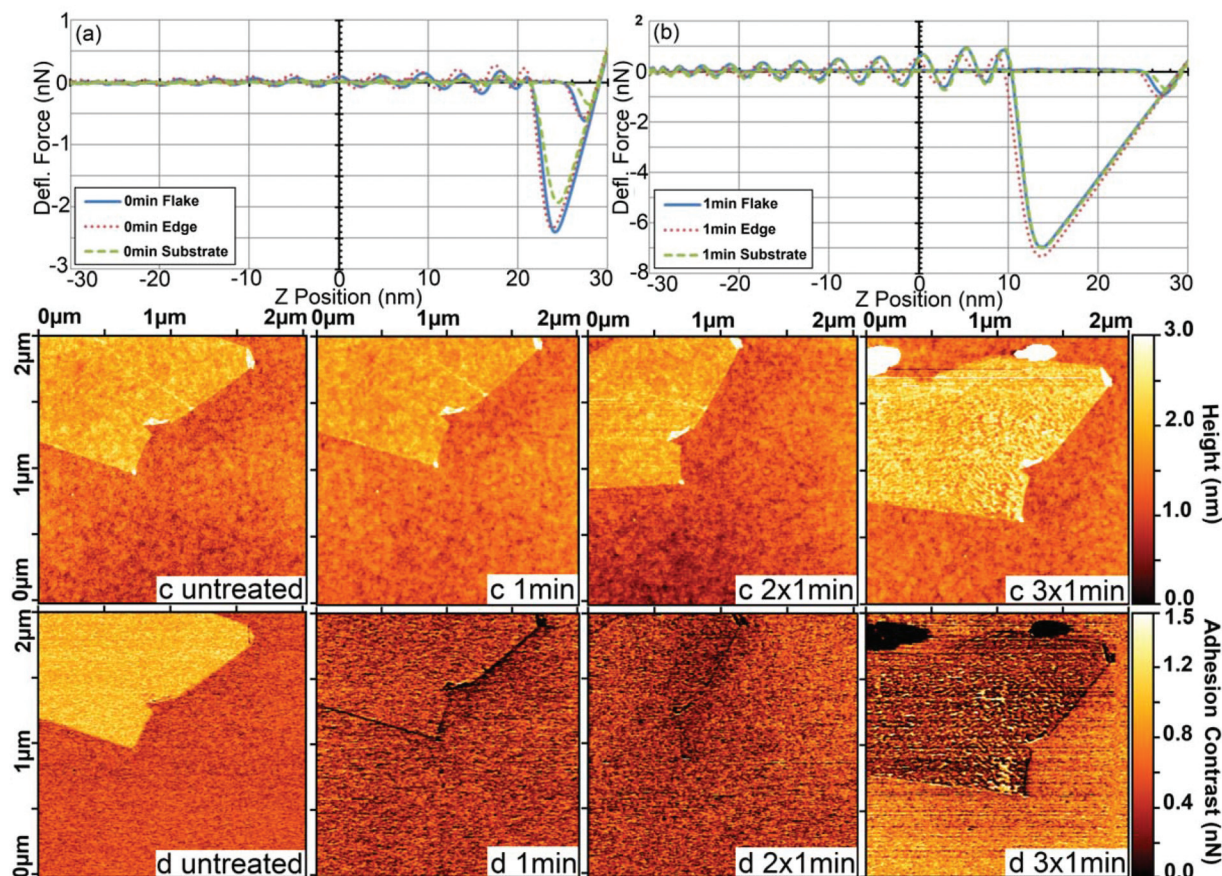 (a)
Defl. Force (nN)
1
0
-1
-2
-3
0min Flake
0min Edge
0min Substrate
-30 -20 -10 0 10 20 30
Z Position (nm)
(b)
Defl. Force (nN)
2
0
-2
-4
-6
-8
1min Flake
1min Edge
1min Substrate
-20 -10 0 10 20 30
Z Position (nm)
0µm 1µm 2µm
0µm 1µm 2µm
0µm 1µm 2µm
0µm 1µm 2µm
2µm
1µm
0µm
c untreated
c 1min
c 2x1min
c 3x1min
3.0
2.0
1.0
0.0
Height (nm)
2µm
1µm
0µm
d untreated
d 1min
d 2x1min
d 3x1min
1.5
1.2
0.8
0.4
0.0
Adhesion Contrast (nN)